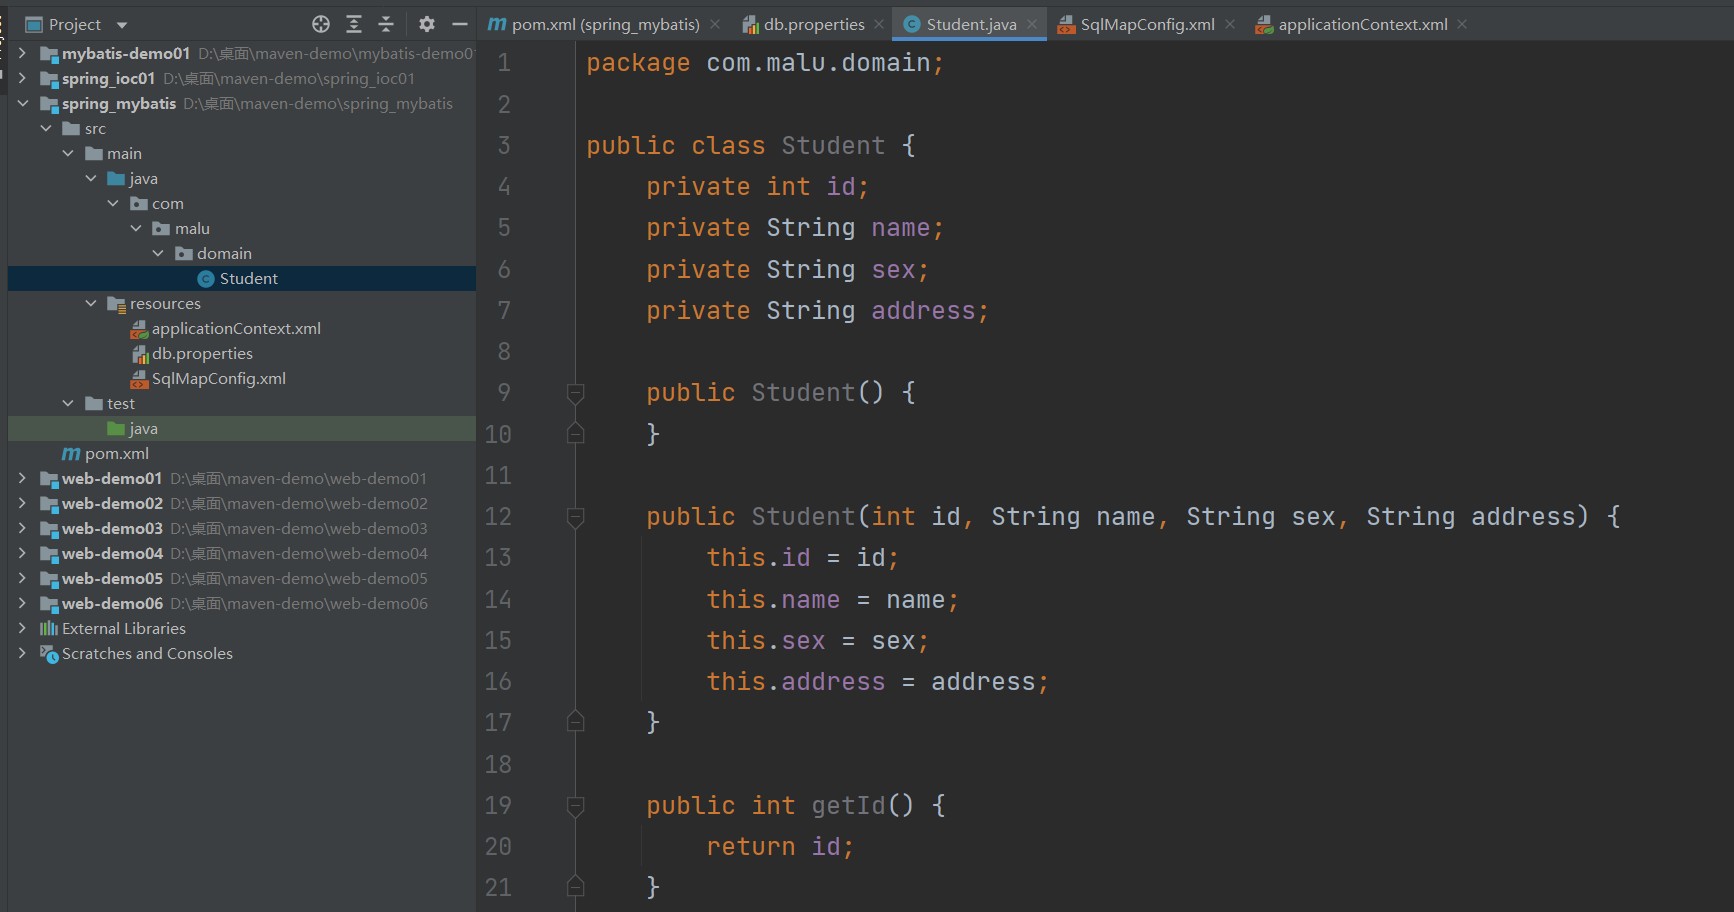 Project
mybatis-demo01 D:\桌面\maven-demo\mybatis-demo01
spring_ioc01 D:\桌面\maven-demo\spring_ioc01
spring_mybatis D:\桌面\maven-demo\spring_mybatis
src
main
java
com
malu
domain
Student
resources
applicationContext.xml
db.properties
SqlMapConfig.xml
test
java
pom.xml
web-demo01 D:\桌面\maven-demo\web-demo01
web-demo02 D:\桌面\maven-demo\web-demo02
web-demo03 D:\桌面\maven-demo\web-demo03
web-demo04 D:\桌面\maven-demo\web-demo04
web-demo05 D:\桌面\maven-demo\web-demo05
web-demo06 D:\桌面\maven-demo\web-demo06
External Libraries
Scratches and Consoles
pom.xml (spring_mybatis) db.properties Student.java SqlMapConfig.xml applicationContext.xml
1 package com.malu.domain;
2
3 public class Student {
4 private int id;
5 private String name;
6 private String sex;
7 private String address;
8
9 public Student() {
10 }
11
12 public Student(int id, String name, String sex, String address) {
13 this.id = id;
14 this.name = name;
15 this.sex = sex;
16 this.address = address;
17 }
18
19 public int getId() {
20 return id;
21 }